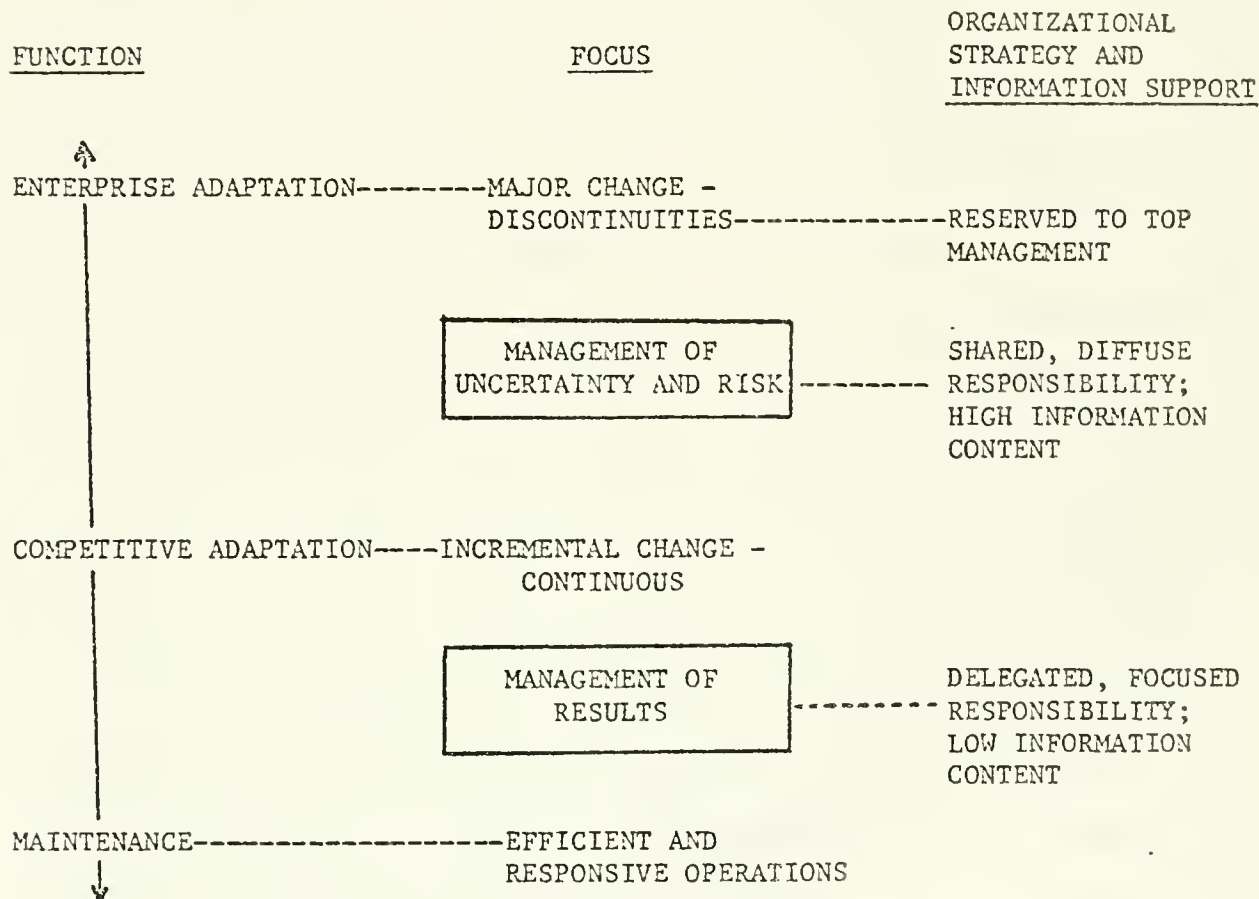 FUNCTION
FOCUS
ORGANIZATIONAL
STRATEGY AND
INFORMATION SUPPORT
ENTERPRISE ADAPTATION--------MAJOR CHANGE -
DISCONTINUITIES-------------RESERVED TO TOP
MANAGEMENT
MANAGEMENT OF
UNCERTAINTY AND RISK
SHARED, DIFFUSE
RESPONSIBILITY;
HIGH INFORMATION
CONTENT
COMPETITIVE ADAPTATION----INCREMENTAL CHANGE -
CONTINUOUS
MANAGEMENT OF
RESULTS
DELEGATED, FOCUSED
RESPONSIBILITY;
LOW INFORMATION
CONTENT
MAINTENANCE-------------------EFFICIENT AND
RESPONSIVE OPERATIONS